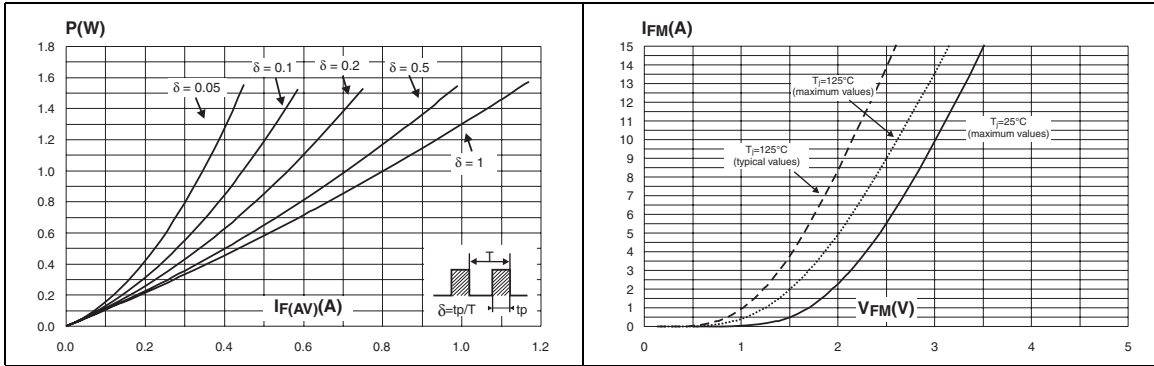 P(W)
1.8
1.6
1.4
1.2
1.0
0.8
0.6
0.4
0.2
0.0
0.0 0.2 0.4 0.6 0.8 1.0 1.2
δ = 0.05
δ = 0.1
δ = 0.2
δ = 0.5
δ = 1
IF(AV)(A)
T
δ=tp/T
tp
IFM(A)
15
14
13
12
11
10
9
8
7
6
5
4
3
2
1
0
0 1 2 3 4 5
Tj=125°C
(maximum values)
Tj=25°C
(maximum values)
Tj=125°C
(typical values)
VFM(V)